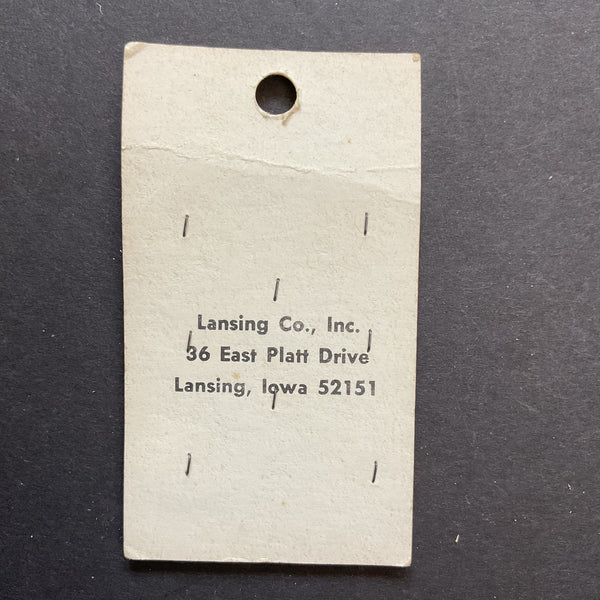 Lansing Co., Inc.
36 East Platt Drive
Lansing, Iowa 52151